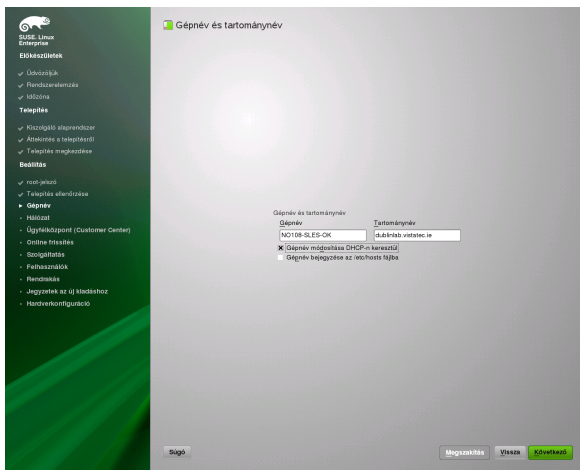 SUSE. Linux
Enterprise
Előkészületek
Üdvözöljük
Rendszerelemzés
Időzóna
Telepítés
Kiszolgáló alaprendszer
Áttekintés a telepítésről
Telepítés megkezdése
Beállítás
root-jelszó
Telepítés ellenőrzése
Gépnév
Hálózat
Ügyfélközpont (Customer Center)
Online frissítés
Szolgáltatás
Felhasználók
Rendrakás
Jegyzetek az új kiadáshoz
Hardverkonfiguráció
Gépnév és tartománynév
Gépnév és tartománynév
Gépnév Tartománynév
NO108-SLES-OK dublinlab.vistatec.ie
Gépnév módosítása DHCP-n keresztül
Gépnév bejegyzése az /etc/hosts fájlba
Súgó Megszakítás Vissza Következő